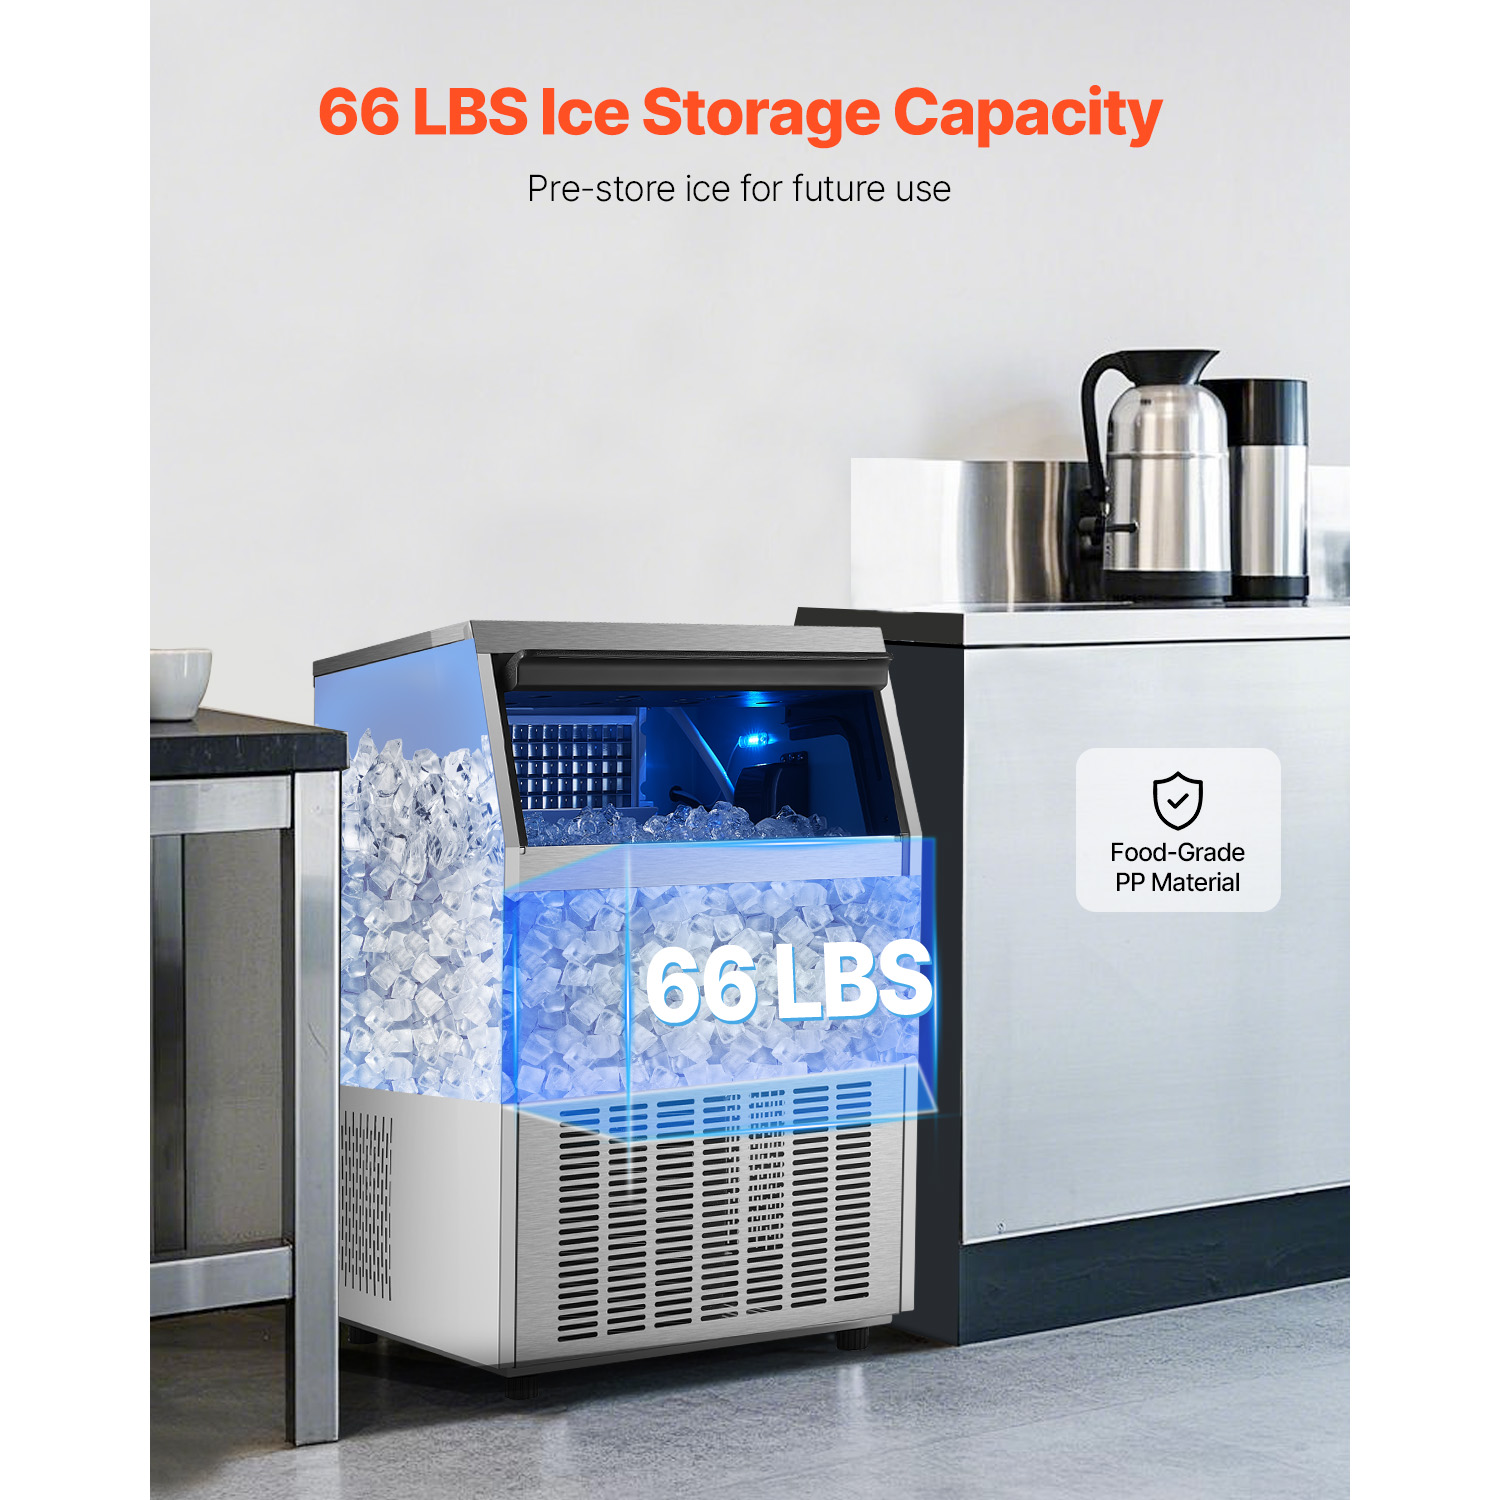 66 LBS Ice Storage Capacity
Pre-store ice for future use
Food-Grade
PP Material
66 LBS